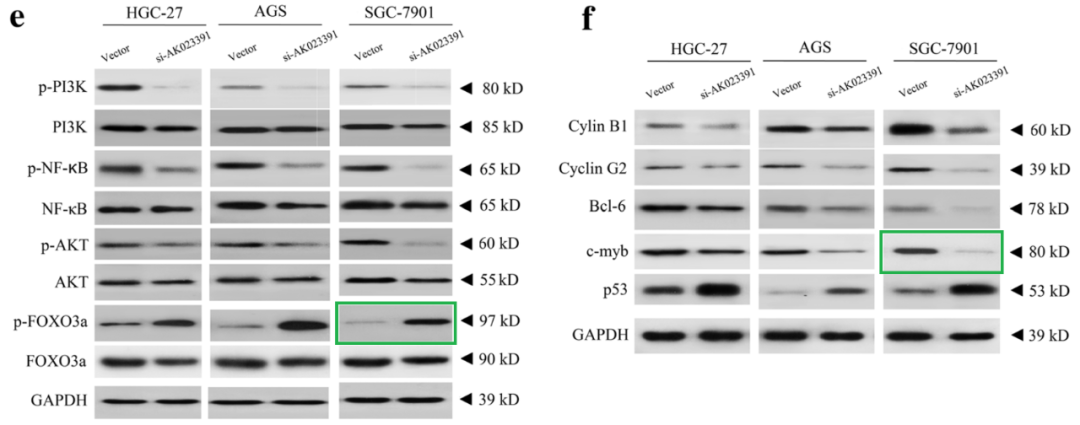 e
HGC-27 AGS SGC-7901
Vector si-AK023391 Vector si-AK023391 Vector si-AK023391
p-PI3K 80 kD
PI3K 85 kD
p-NF-κB 65 kD
NF-κB 65 kD
p-AKT 60 kD
AKT 55kD
p-FOXO3a 97 kD
FOXO3a 90 kD
GAPDH 39 kD
f
HGC-27 AGS SGC-7901
Vector si-AK023391 Vector si-AK023391 Vector si-AK023391
Cylin B1 60 kD
Cyclin G2 39 kD
Bcl-6 78 kD
c-myb 80 kD
p53 53 kD
GAPDH 39 kD